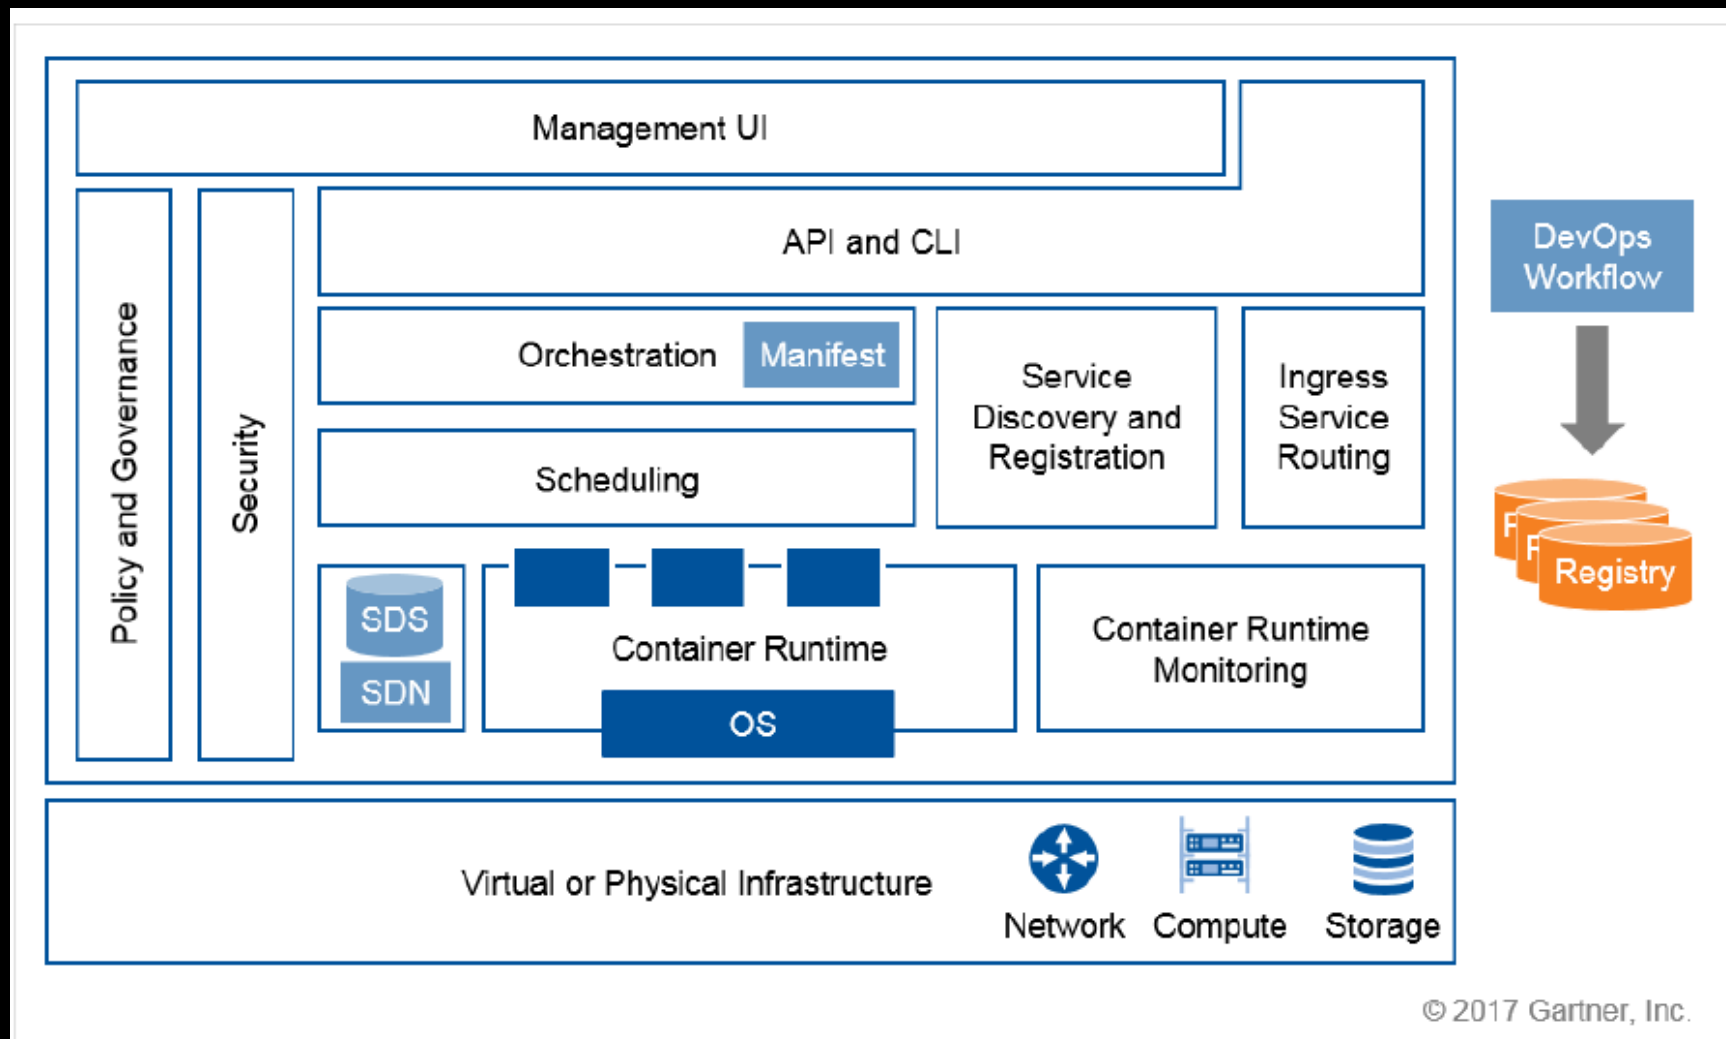 Management UI
API and CLI
Policy and Governance
Security
Orchestration
Manifest
Service
Discovery and
Registration
Ingress
Service
Routing
Scheduling
SDS
SDN
Container Runtime
OS
Container Runtime
Monitoring
Virtual or Physical Infrastructure
Network
Compute
Storage
DevOps
Workflow
Registry
© 2017 Gartner, Inc.